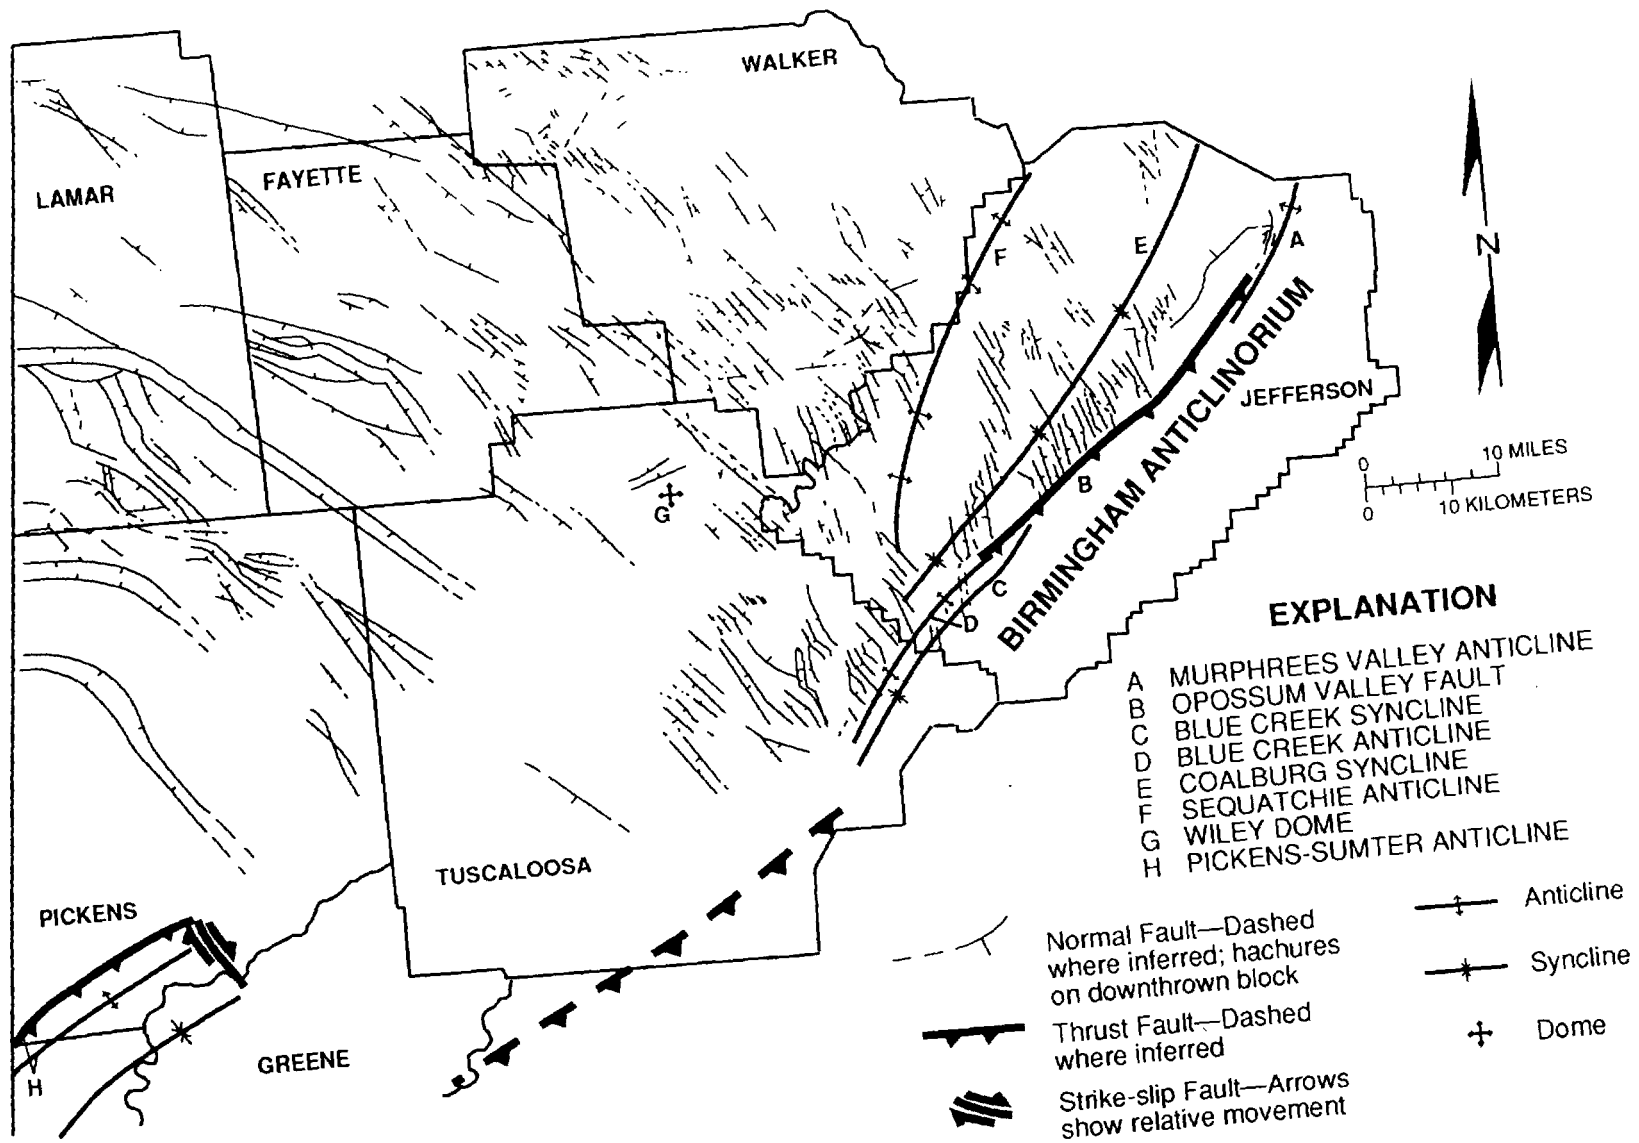 WALKER
FAYETTE
LAMAR
F
E
A
N
BIRMINGHAM ANTICLINORIUM
JEFFERSON
0 10 MILES
0 10 KILOMETERS
B
G
C
D
EXPLANATION
A MURPHREES VALLEY ANTICLINE
B OPOSSUM VALLEY FAULT
C BLUE CREEK SYNCLINE
D BLUE CREEK ANTICLINE
E COALBURG SYNCLINE
F SEQUATCHIE ANTICLINE
G WILEY DOME
H PICKENS-SUMTER ANTICLINE
TUSCALOOSA
PICKENS
GREENE
H
Normal Fault—Dashed
where inferred; hachures
on downthrown block
Thrust Fault—Dashed
where inferred
Strike-slip Fault—Arrows
show relative movement
Anticline
Syncline
Dome